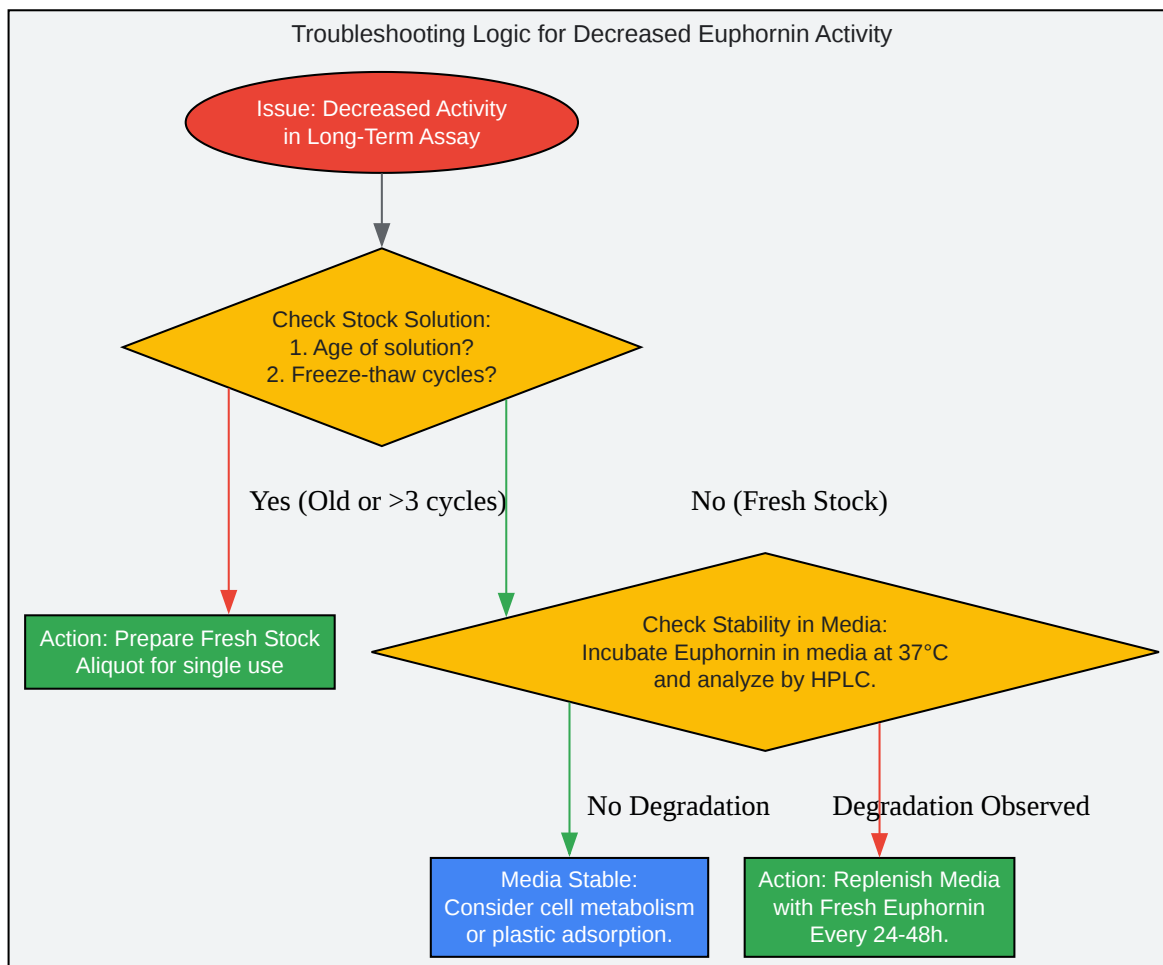 Troubleshooting Logic for Decreased Euphornin Activity
Issue: Decreased Activity
in Long-Term Assay
Check Stock Solution:
1. Age of solution?
2. Freeze-thaw cycles?
Yes (Old or >3 cycles)
No (Fresh Stock)
Action: Prepare Fresh Stock
Aliquot for single use
Check Stability in Media:
Incubate Euphornin in media at 37°C
and analyze by HPLC.
No Degradation
Degradation Observed
Media Stable:
Consider cell metabolism
or plastic adsorption.
Action: Replenish Media
with Fresh Euphornin
Every 24-48h.